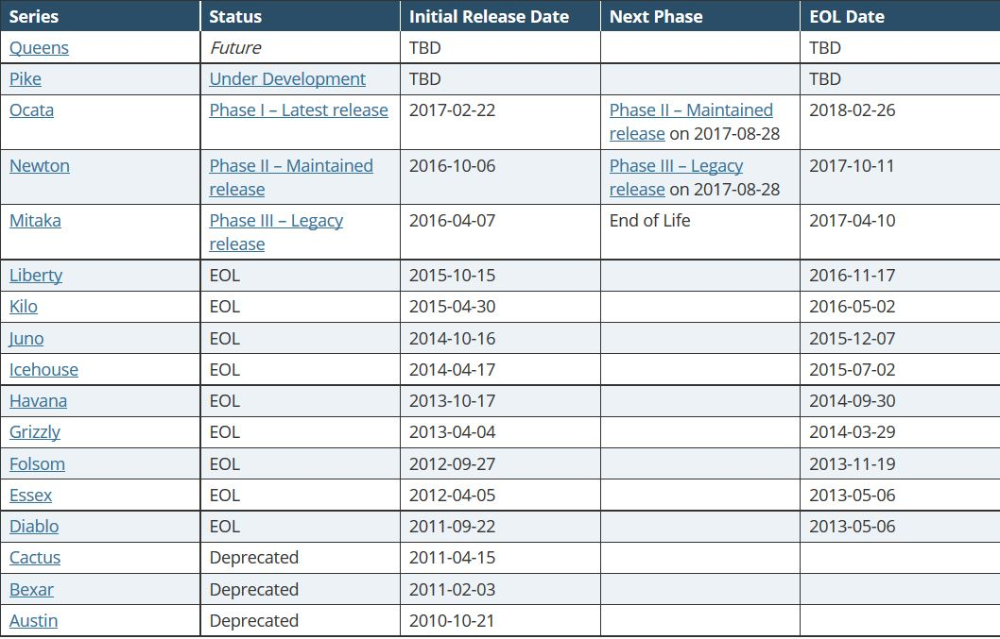 Series Status Initial Release Date Next Phase EOL Date
Queens Future TBD TBD
Pike Under Development TBD TBD
Ocata Phase I – Latest release 2017-02-22 Phase II – Maintained 2018-02-26
release on 2017-08-28
Newton Phase II – Maintained 2016-10-06 Phase III – Legacy 2017-10-11
release release on 2017-08-28
Mitaka Phase III – Legacy 2016-04-07 End of Life 2017-04-10
release
Liberty EOL 2015-10-15 2016-11-17
Kilo EOL 2015-04-30 2016-05-02
Juno EOL 2014-10-16 2015-12-07
Icehouse EOL 2014-04-17 2015-07-02
Havana EOL 2013-10-17 2014-09-30
Grizzly EOL 2013-04-04 2014-03-29
Folsom EOL 2012-09-27 2013-11-19
Essex EOL 2012-04-05 2013-05-06
Diablo EOL 2011-09-22 2013-05-06
Cactus Deprecated 2011-04-15
Bexar Deprecated 2011-02-03
Austin Deprecated 2010-10-21